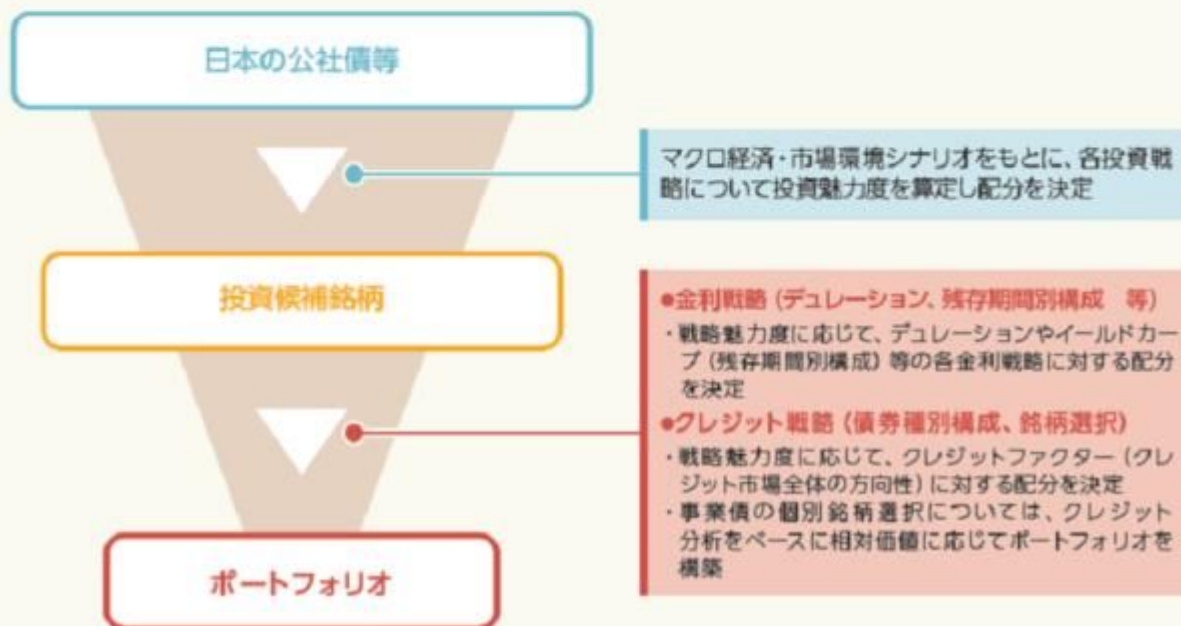 日本の公社債等
マクロ経済・市場環境シナリオをもとに、各投資戦
略について投資魅力度を算定し配分を決定
投資候補銘柄
●金利戦略（デュレーション、残存期間別構成　等）
・戦略魅力度に応じて、デュレーションやイールドカー
ブ（残存期間別構成）等の各金利戦略に対する配分
を決定
●クレジット戦略（債券種別構成、銘柄選択）
・戦略魅力度に応じて、クレジットファクター（クレ
ジット市場全体の方向性）に対する配分を決定
・事業債の個別銘柄選択については、クレジット
分析をベースに相対価値に応じてポートフォリオを
構築
ポートフォリオ